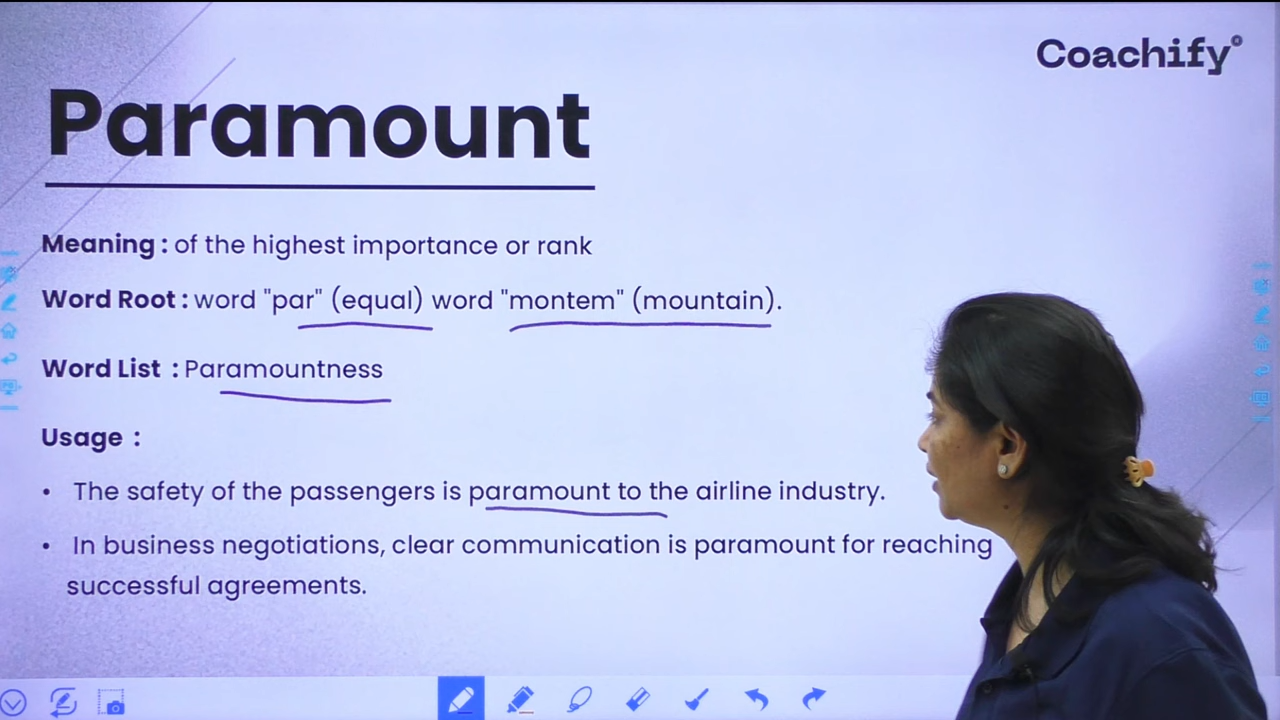 Coachify
Paramount
Meaning : of the highest importance or rank
Word Root : word "par" (equal) word "montem" (mountain).
Word List : Paramountness
Usage :
• The safety of the passengers is paramount to the airline industry.
• In business negotiations, clear communication is paramount for reaching
successful agreements.